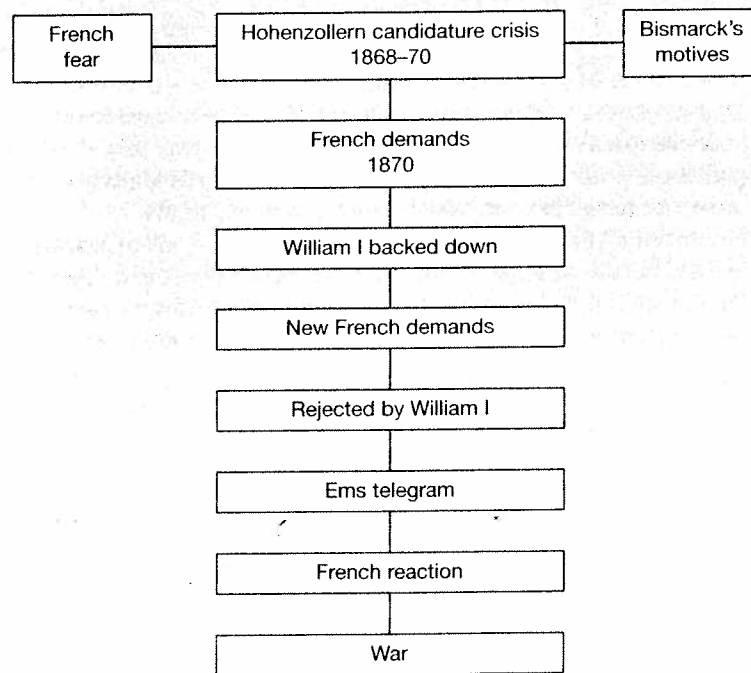 French
fear
Hohenzollern candidature crisis
1868–70
Bismarck's
motives
French demands
1870
William I backed down
New French demands
Rejected by William I
Ems telegram
French reaction
War